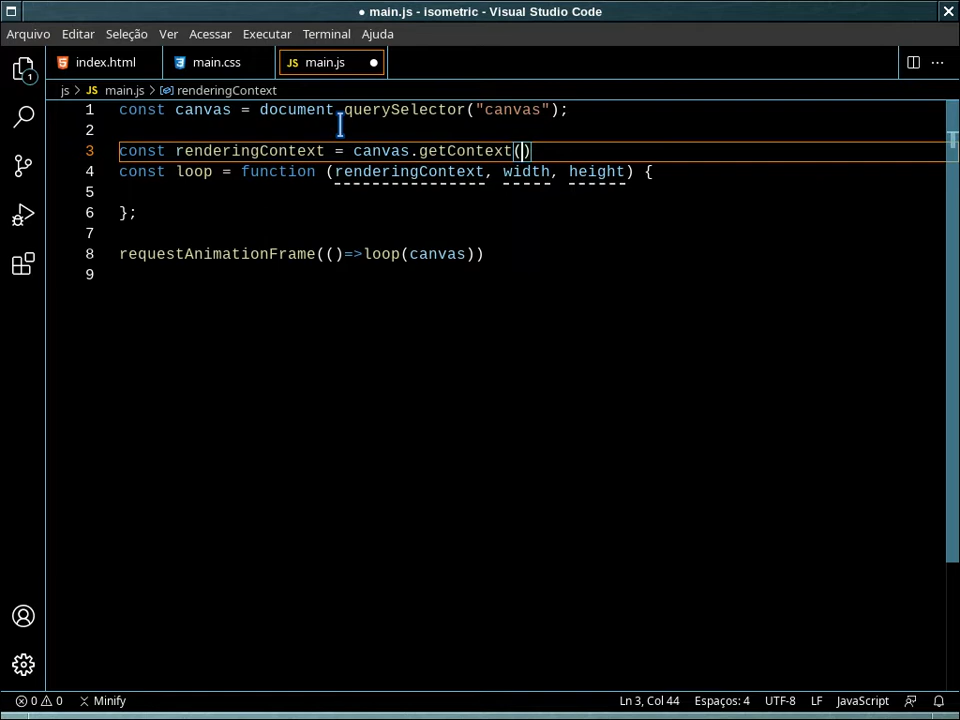 ● main.js - isometric - Visual Studio Code
Arquivo Editar Seleção Ver Acessar Executar Terminal Ajuda
index.html main.css JS main.js ●
js > JS main.js > renderingContext
1 const canvas = document.querySelector("canvas");
2
3 const renderingContext = canvas.getContext()
4 const loop = function (renderingContext, width, height) {
5
6 };
7
8 requestAnimationFrame(()=>loop(canvas))
9
1
0 0 Minify Ln 3, Col 44 Espaços: 4 UTF-8 LF JavaScript